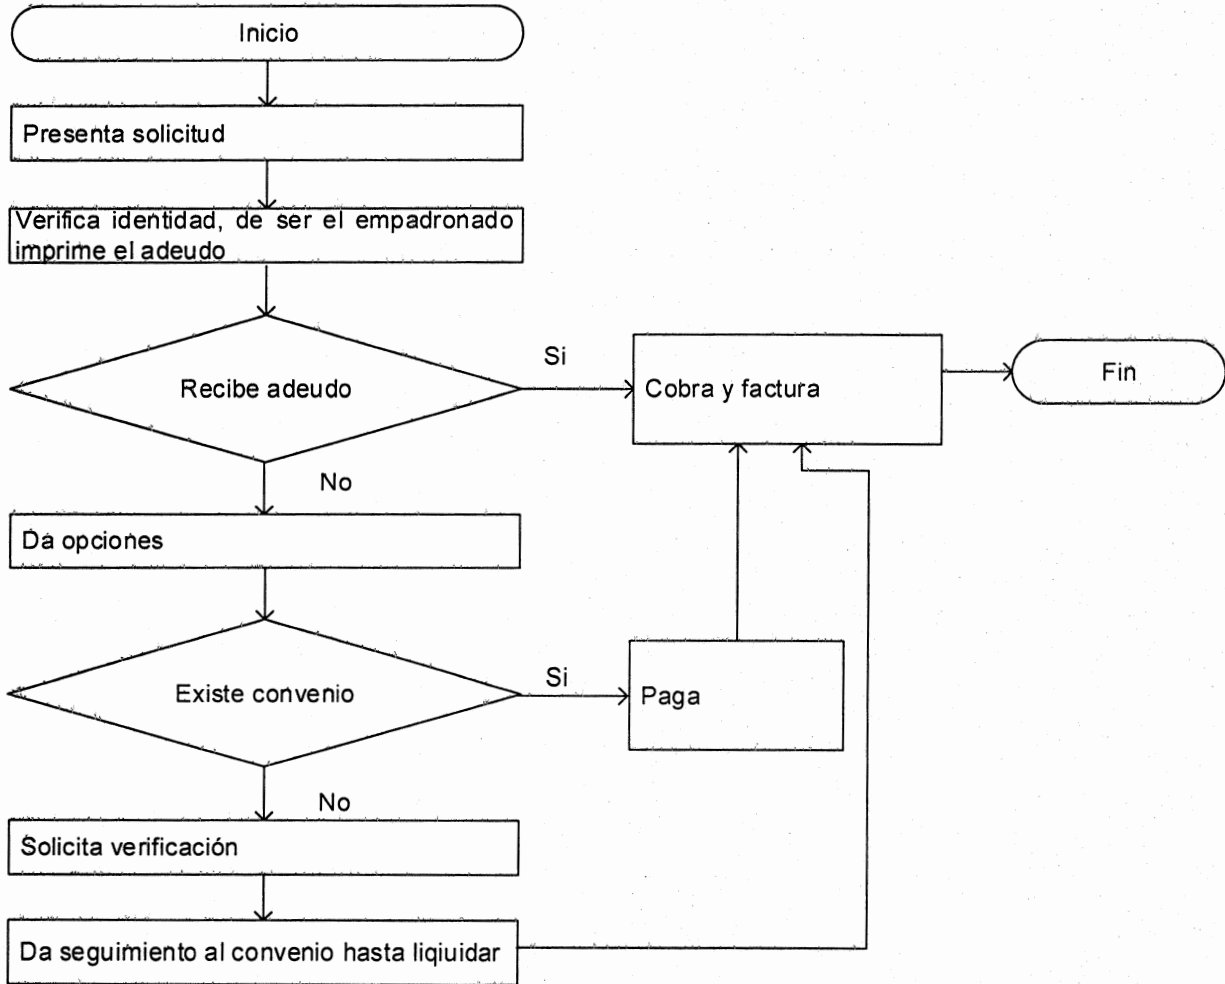 Inicio
Presenta solicitud
Verifica identidad, de ser el empadronado
imprime el adeudo
Recibe adeudo
Si
Cobra y factura
Fin
No
Da opciones
Existe convenio
Si
Paga
No
Solicita verificación
Da seguimiento al convenio hasta liqiuidar